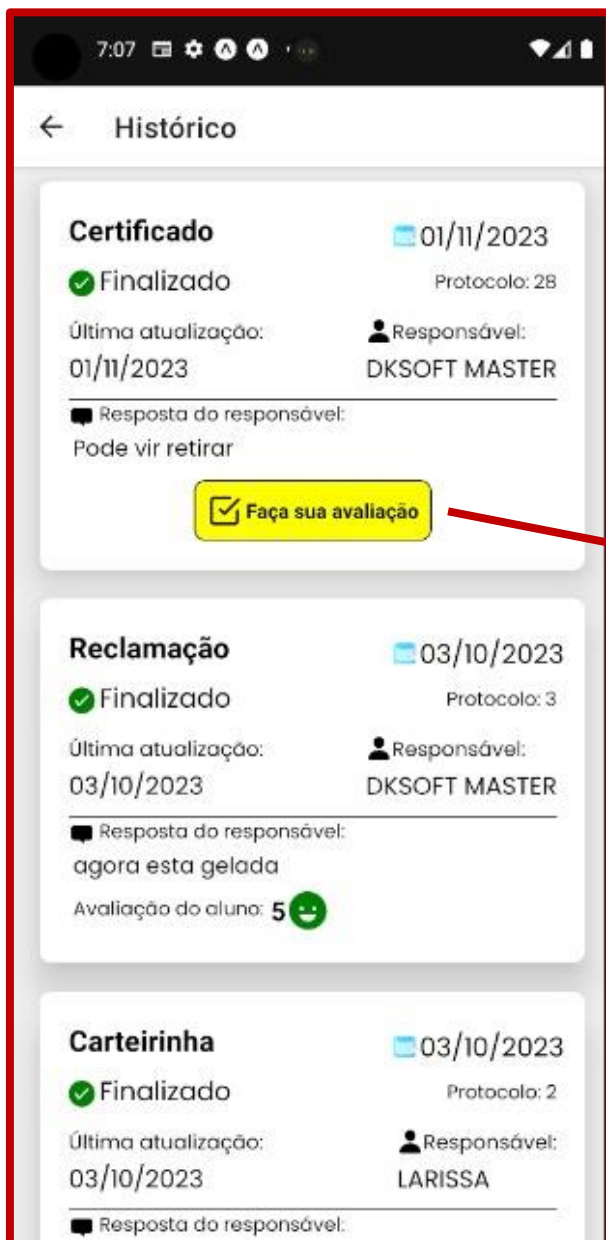 7:07
Histórico
Certificado 01/11/2023
Finalizado Protocolo: 28
Última atualização: Responsável:
01/11/2023 DKSOFT MASTER
Resposta do responsável:
Pode vir retirar
Faça sua avaliação
Reclamação 03/10/2023
Finalizado Protocolo: 3
Última atualização: Responsável:
03/10/2023 DKSOFT MASTER
Resposta do responsável:
agora esta gelada
Avaliação do aluno: 5
Carteirinha 03/10/2023
Finalizado Protocolo: 2
Última atualização: Responsável:
03/10/2023 LARISSA
Resposta do responsável: